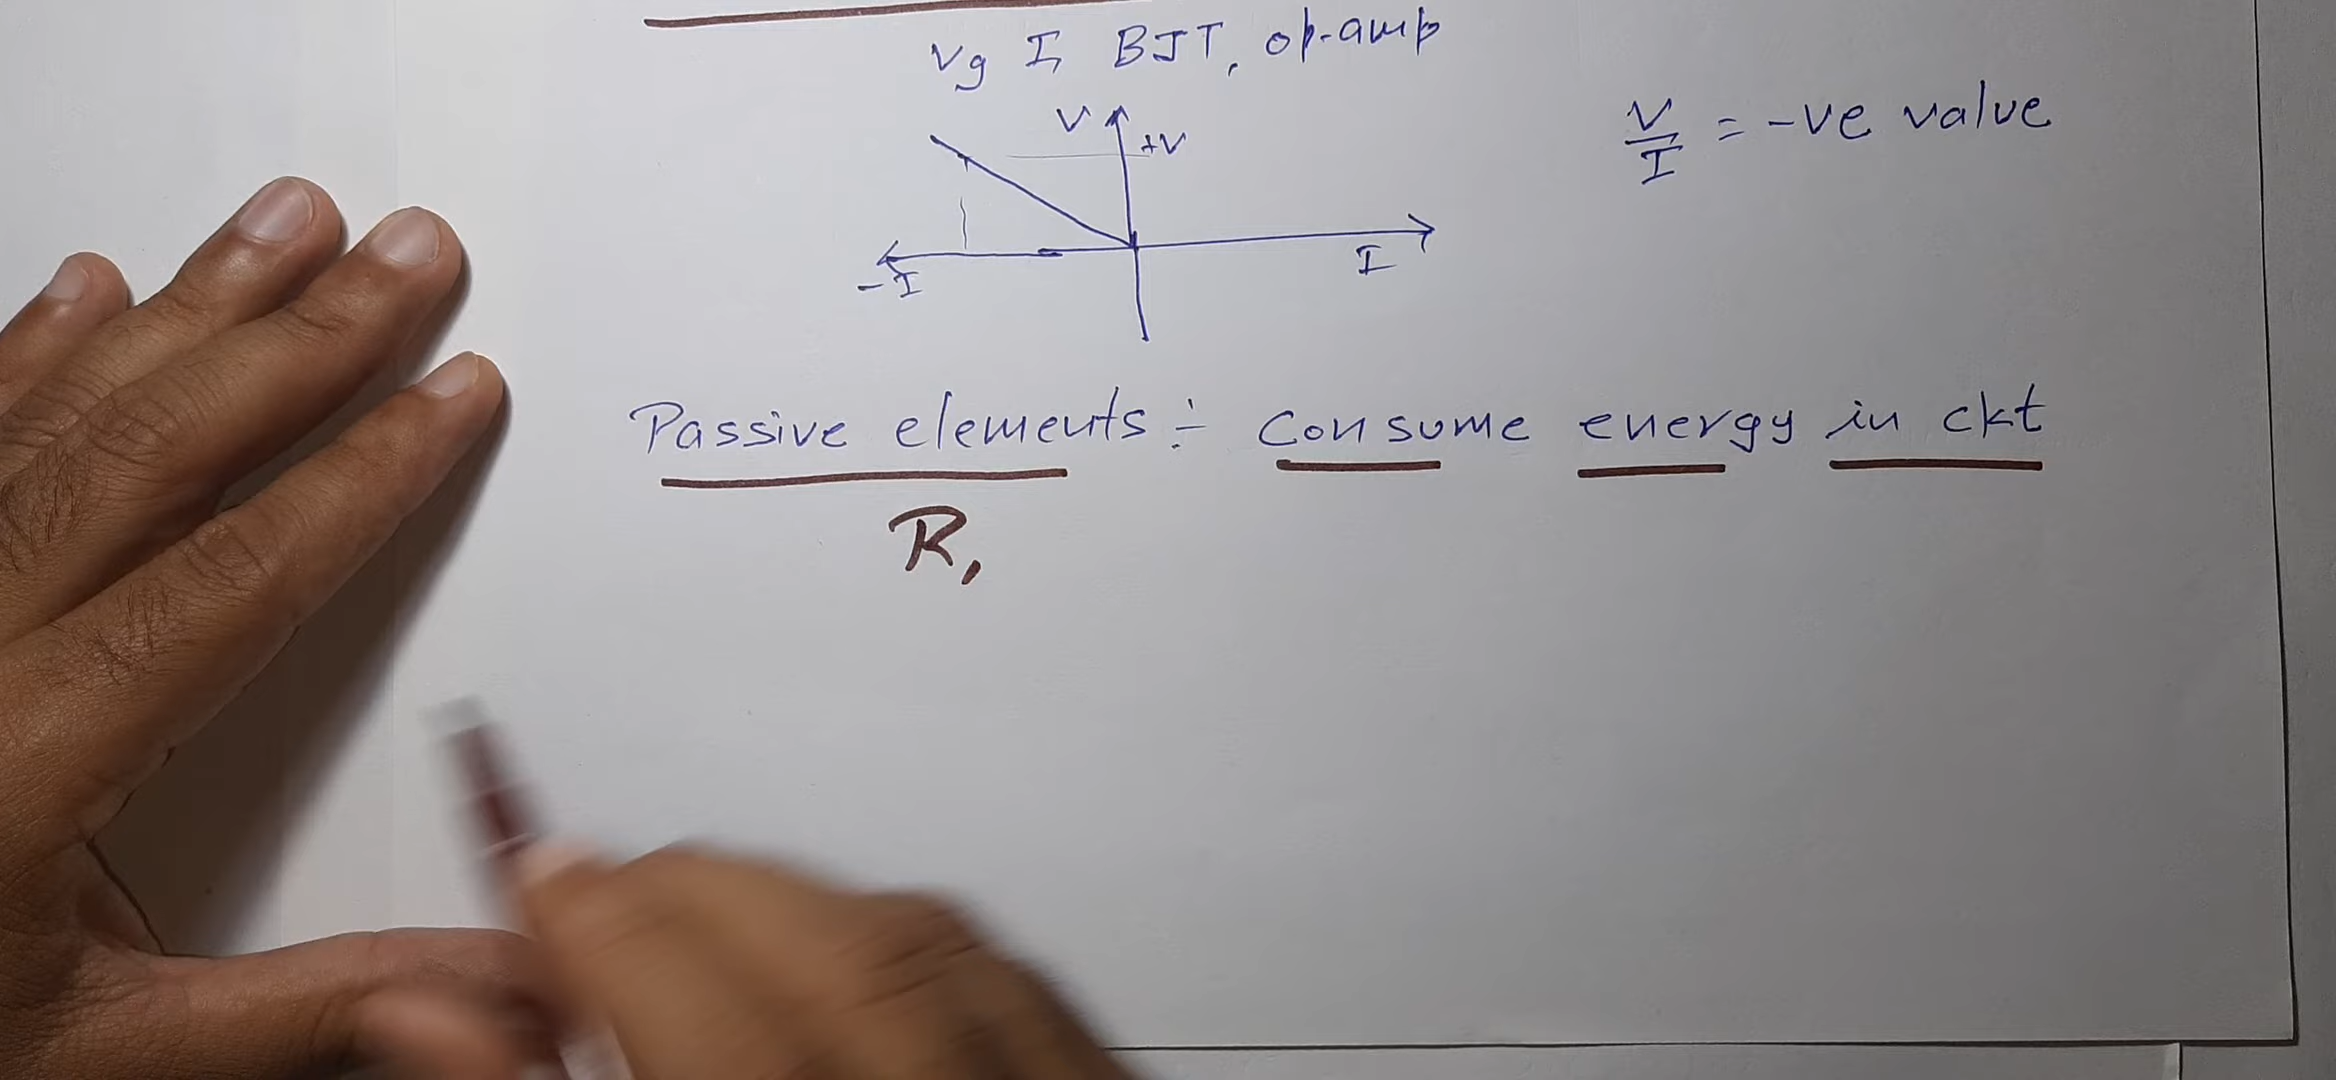 Vg I, BJT, op-amp
V
+V
V/I = -ve value
-I
I
Passive elements :- Consume energy in ckt
R,